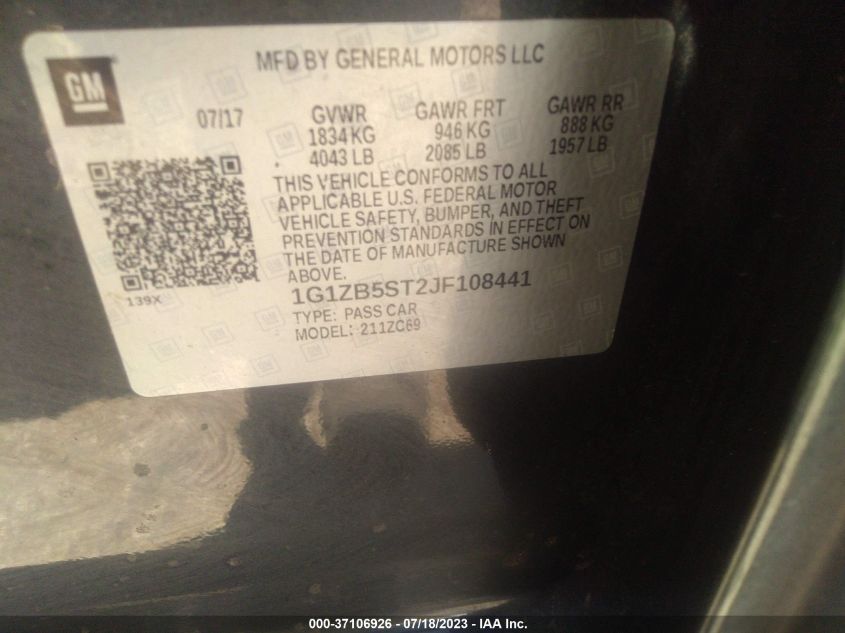 GM
MFD BY GENERAL MOTORS LLC
07/17
GVWR
1834 KG
4043 LB
GAWR FRT
946 KG
2085 LB
GAWR RR
888 KG
1957 LB
THIS VEHICLE CONFORMS TO ALL
APPLICABLE U.S. FEDERAL MOTOR
VEHICLE SAFETY, BUMPER, AND THEFT
PREVENTION STANDARDS IN EFFECT ON
THE DATE OF MANUFACTURE SHOWN
ABOVE.
139X
1G1ZB5ST2JF108441
TYPE: PASS CAR
MODEL: 211ZC69
000-37106926 - 07/18/2023 - IAA Inc.